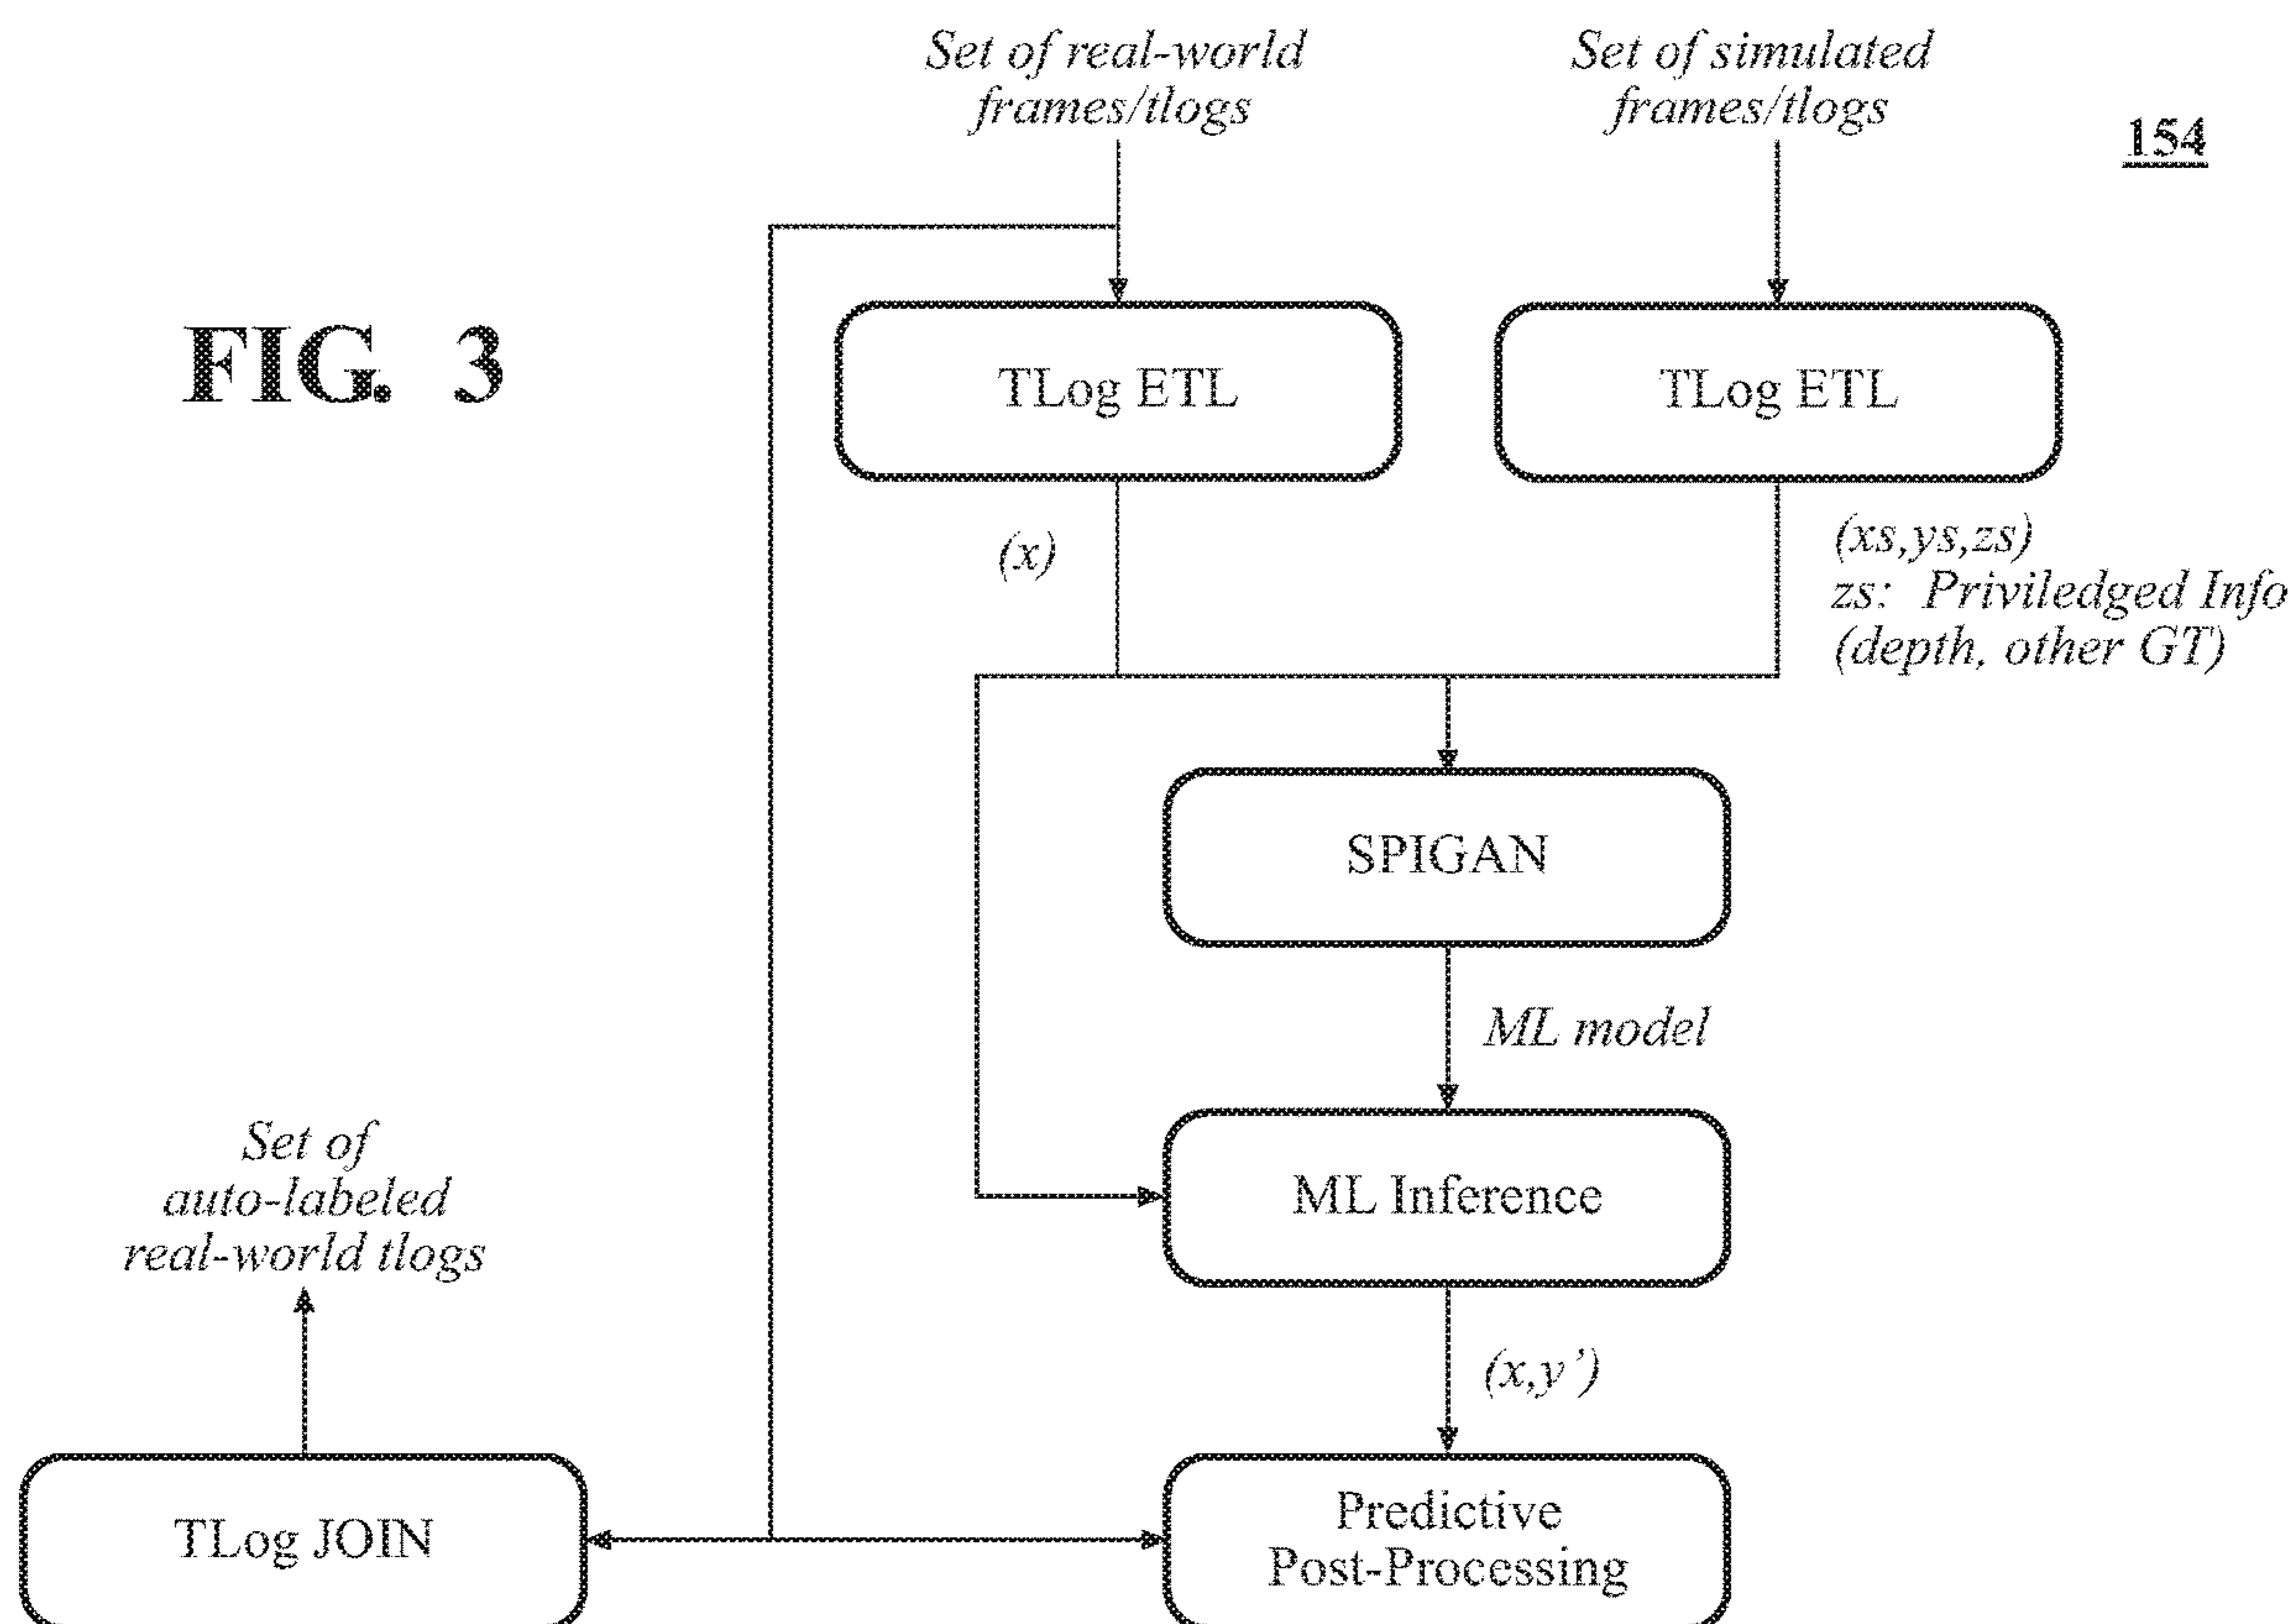 Set of real-world
frames/tlogs
Set of simulated
frames/tlogs
154
FIG. 3
TLog ETL
TLog ETL
(x)
(xs,ys,zs)
zs: Priviledged Info
(depth, other GT)
SPIGAN
ML model
ML Inference
Set of
auto-labeled
real-world tlogs
(x,y')
TLog JOIN
Predictive
Post-Processing